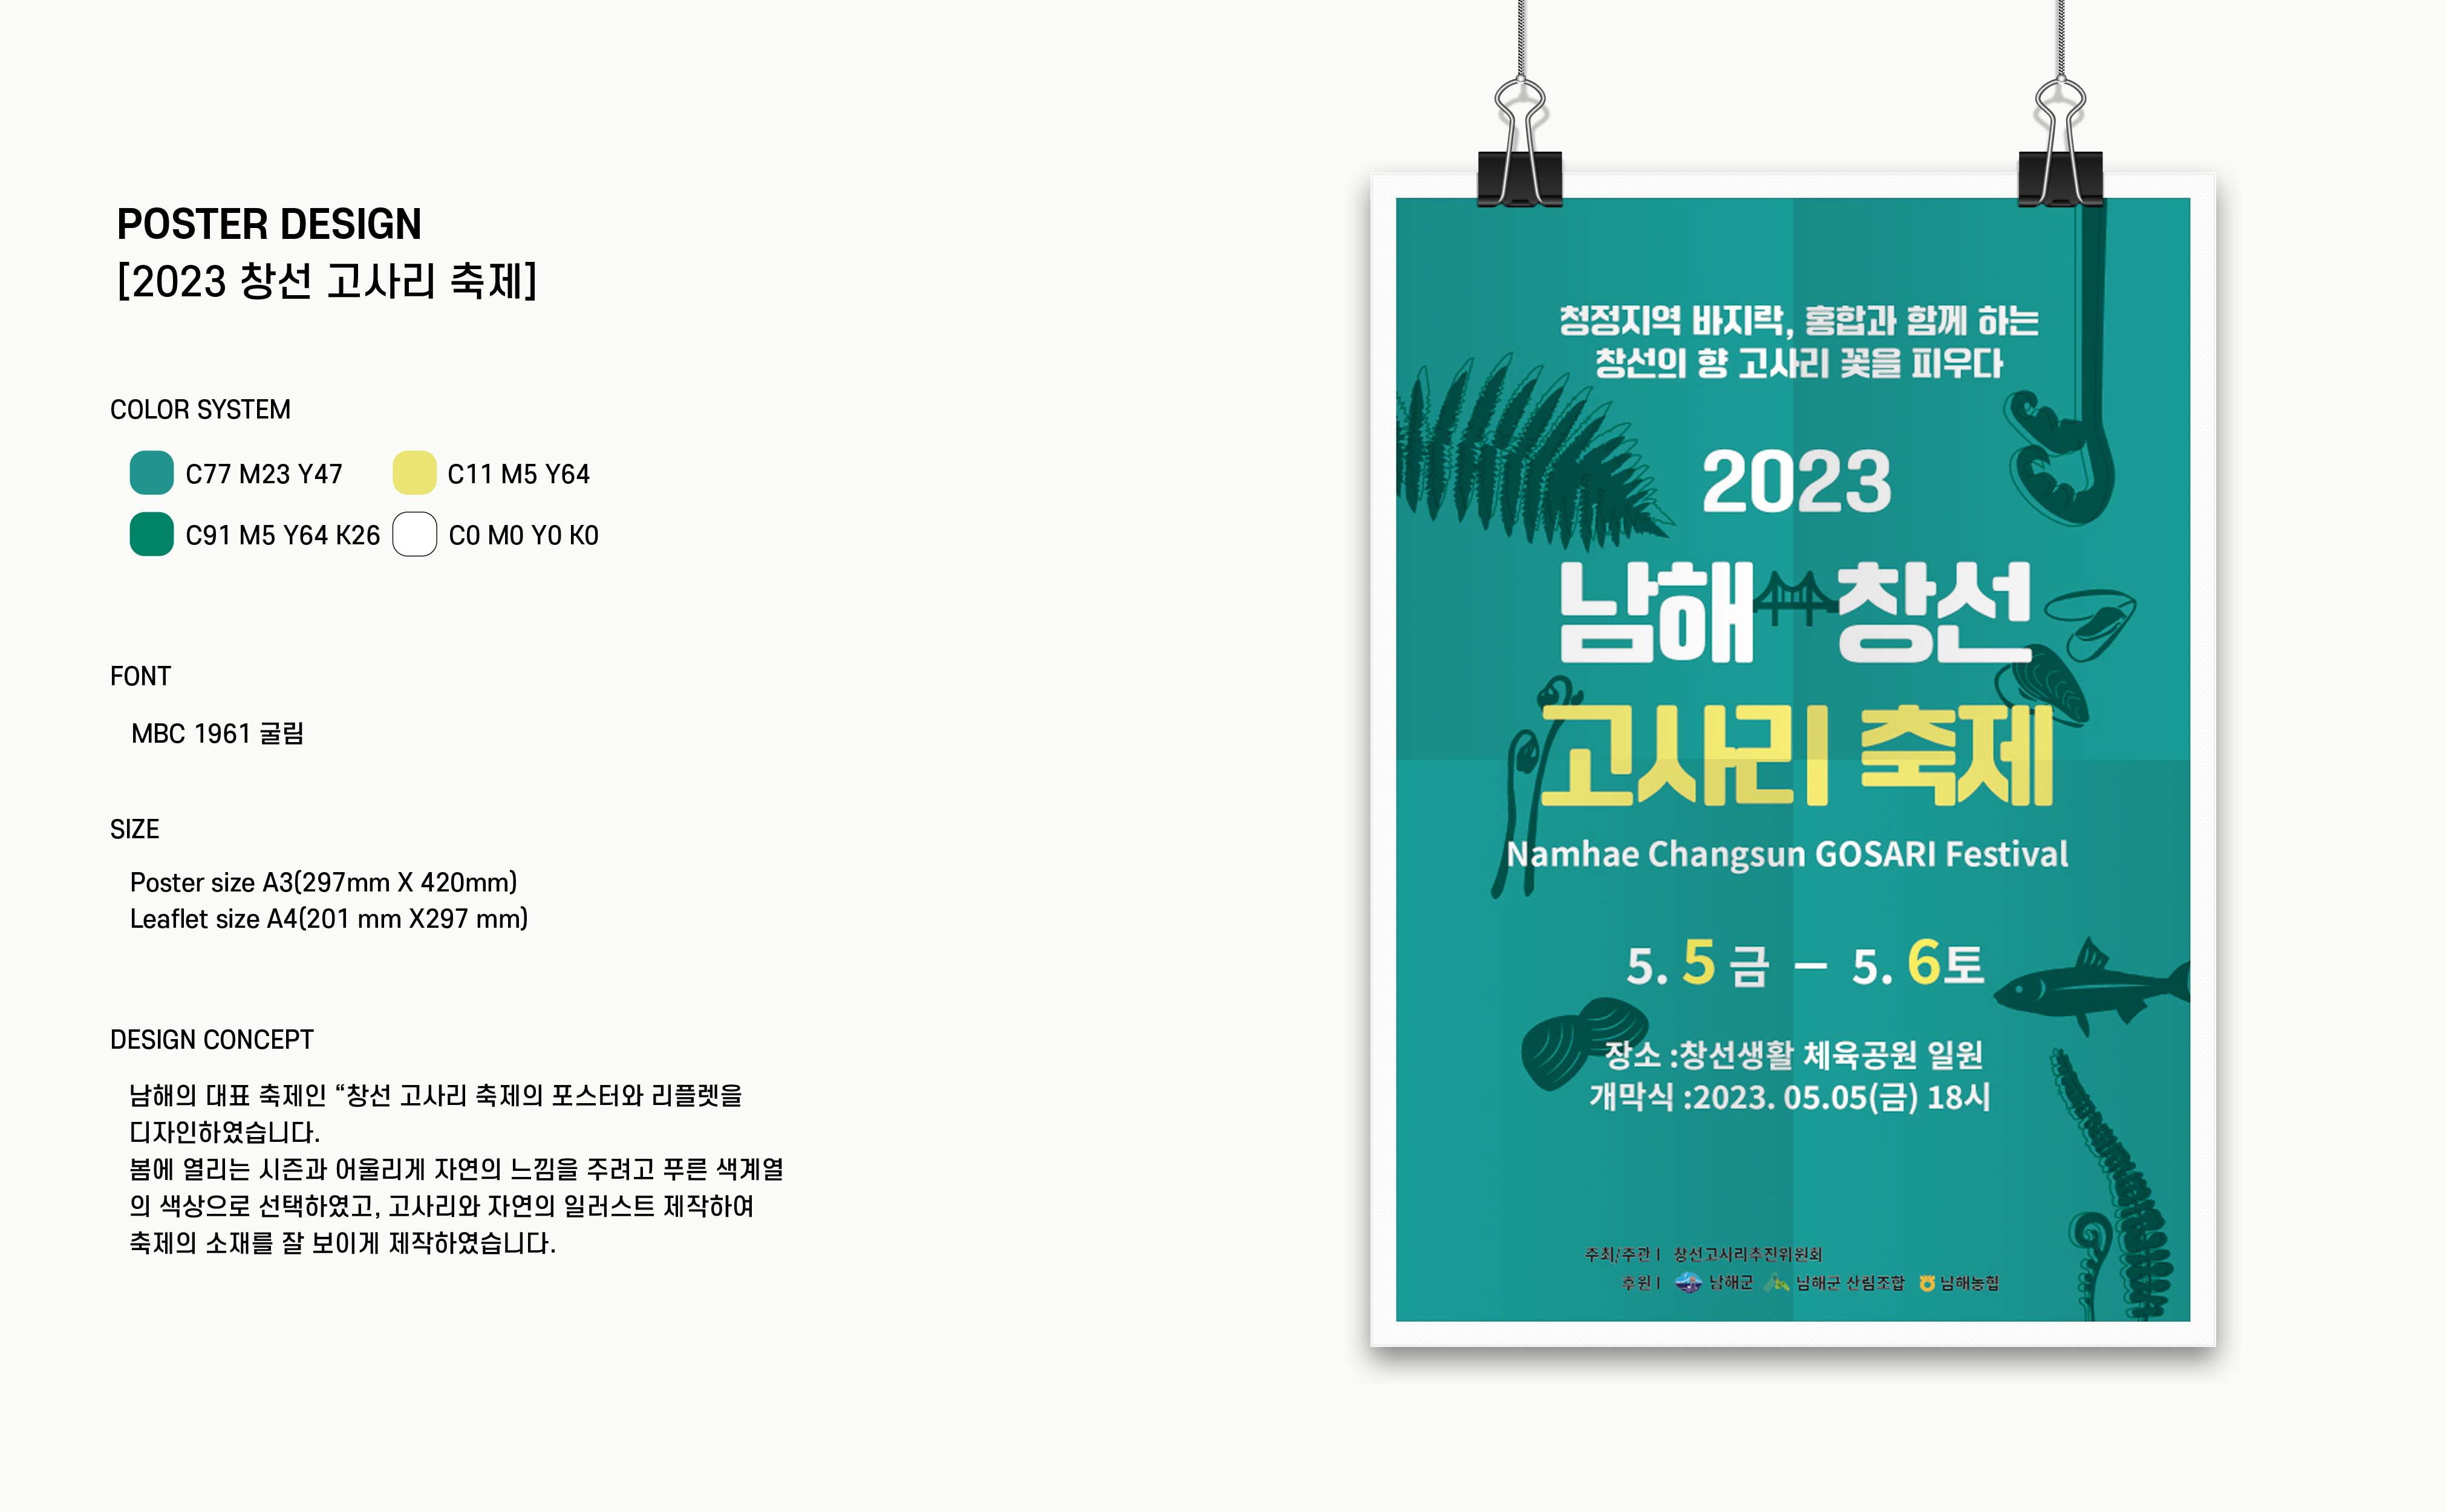 POSTER DESIGN
[2023 창선 고사리 축제]
COLOR SYSTEM
C77 M23 Y47
C11 M5 Y64
C91 M5 Y64 K26
C0 M0 Y0 K0
FONT
MBC 1961 굴림
SIZE
Poster size A3(297mm X 420mm)
Leaflet size A4(201 mm X297 mm)
DESIGN CONCEPT
남해의 대표 축제인 “창선 고사리 축제의 포스터와 리플렛을
디자인하였습니다.
봄에 열리는 시즌과 어울리게 자연의 느낌을 주려고 푸른 색계열
의 색상으로 선택하였고, 고사리와 자연의 일러스트 제작하여
축제의 소재를 잘 보이게 제작하였습니다.
청정지역 바지락, 홍합과 함께 하는
창선의 향 고사리 꽃을 피우다
2023
남해 창선
고사리 축제
Namhae Changsun GOSARI Festival
5. 5 금 – 5. 6토
장소 :창선생활 체육공원 일원
개막식 :2023. 05.05(금) 18시
주최/주관 l 창선고사리추진위원회
후원 l 남해군 남해군 산림조합 남해농협